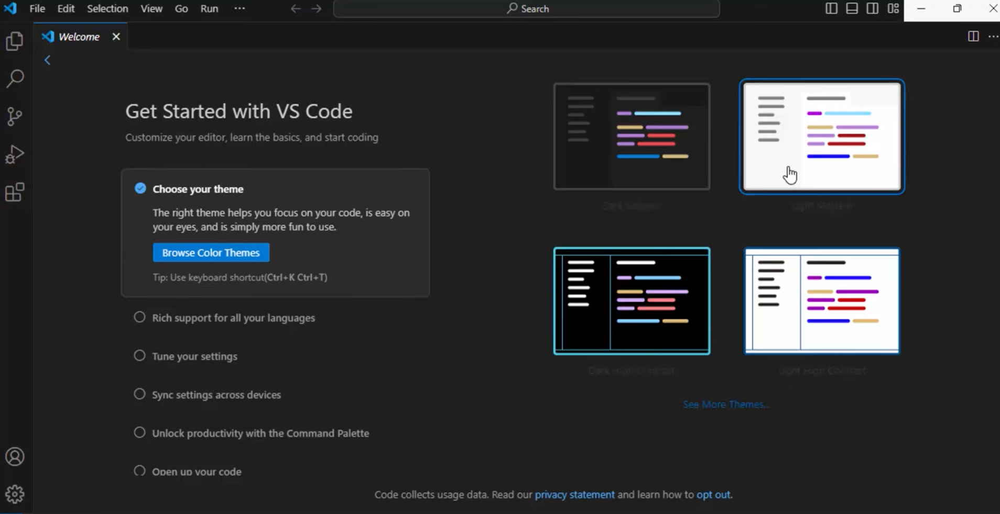 File Edit Selection View Go Run ···
Search
Welcome
Get Started with VS Code
Customize your editor, learn the basics, and start coding
Choose your theme
The right theme helps you focus on your code, is easy on
your eyes, and is simply more fun to use.
Browse Color Themes
Tip: Use keyboard shortcut(Ctrl+K Ctrl+T)
Rich support for all your languages
Tune your settings
Sync settings across devices
Unlock productivity with the Command Palette
Open up your code
Dark Modern Light Modern
Dark High Contrast Light High Contrast
See More Themes...
Code collects usage data. Read our privacy statement and learn how to opt out.